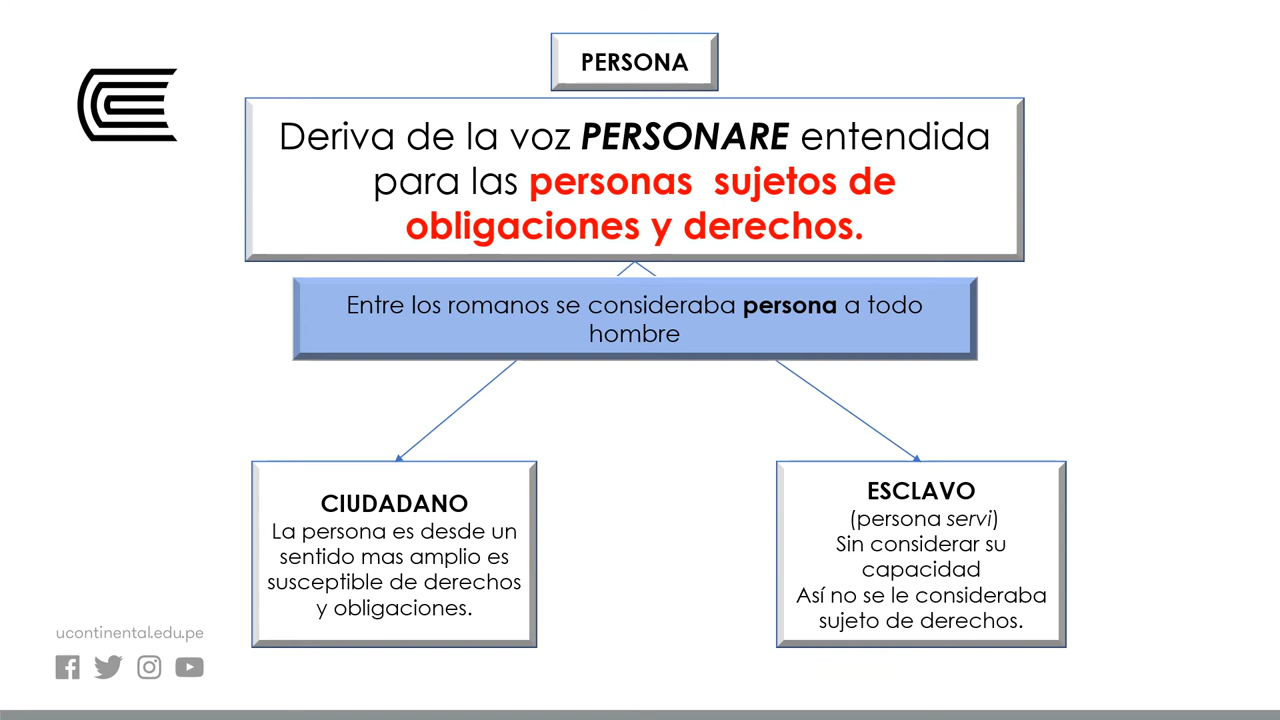 PERSONA
Deriva de la voz PERSONARE entendida
para las personas sujetos de
obligaciones y derechos.
Entre los romanos se consideraba persona a todo
hombre
CIUDADANO
La persona es desde un
sentido mas amplio es
susceptible de derechos
y obligaciones.
ESCLAVO
(persona servi)
Sin considerar su
capacidad
Así no se le consideraba
sujeto de derechos.
ucontinental.edu.pe